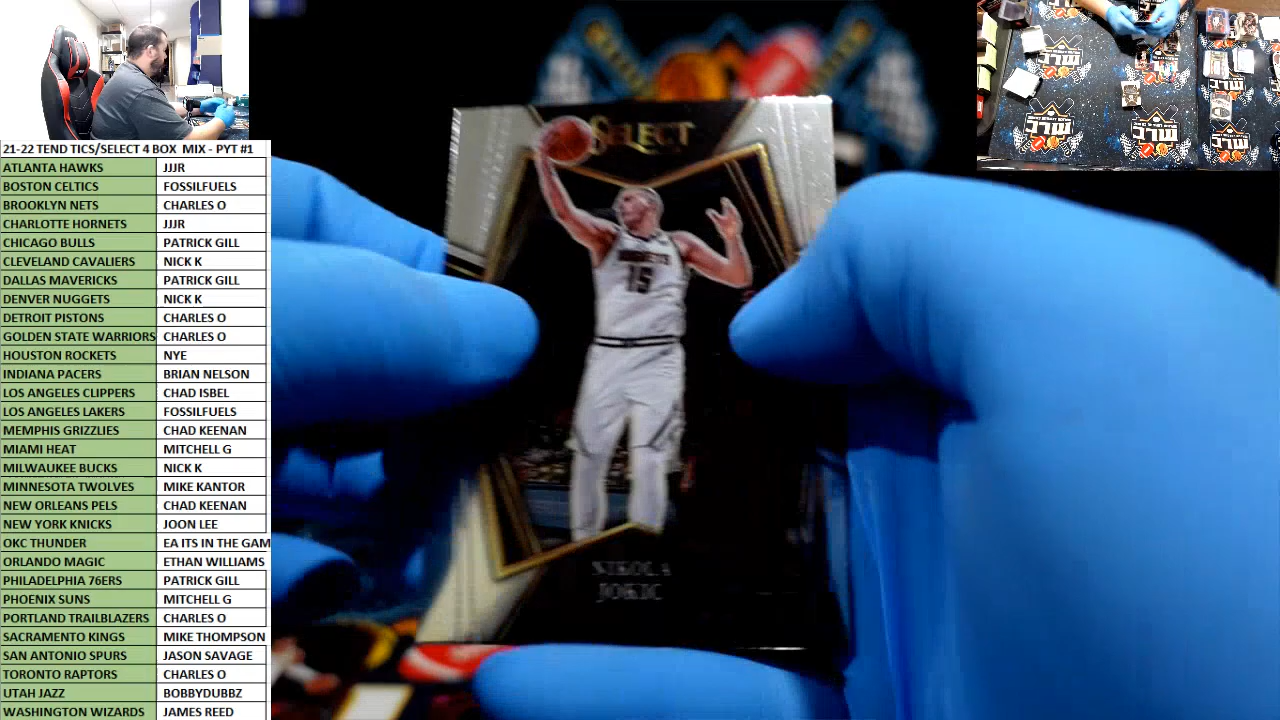 21-22 TEND TICS/SELECT 4 BOX MIX - PYT #1
ATLANTA HAWKS JJJR
BOSTON CELTICS FOSSILFUELS
BROOKLYN NETS CHARLES O
CHARLOTTE HORNETS JJJR
CHICAGO BULLS PATRICK GILL
CLEVELAND CAVALIERS NICK K
DALLAS MAVERICKS PATRICK GILL
DENVER NUGGETS NICK K
DETROIT PISTONS CHARLES O
GOLDEN STATE WARRIORS CHARLES O
HOUSTON ROCKETS NYE
INDIANA PACERS BRIAN NELSON
LOS ANGELES CLIPPERS CHAD ISBEL
LOS ANGELES LAKERS FOSSILFUELS
MEMPHIS GRIZZLIES CHAD KEENAN
MIAMI HEAT MITCHELL G
MILWAUKEE BUCKS NICK K
MINNESOTA TWOLVES MIKE KANTOR
NEW ORLEANS PELS CHAD KEENAN
NEW YORK KNICKS JOON LEE
OKC THUNDER EA ITS IN THE GAM
ORLANDO MAGIC ETHAN WILLIAMS
PHILADELPHIA 76ERS PATRICK GILL
PHOENIX SUNS MITCHELL G
PORTLAND TRAILBLAZERS CHARLES O
SACRAMENTO KINGS MIKE THOMPSON
SAN ANTONIO SPURS JASON SAVAGE
TORONTO RAPTORS CHARLES O
UTAH JAZZ BOBBYDUBBZ
WASHINGTON WIZARDS JAMES REED
SELECT
NUGGETS
15
NIKOLA
JOKIC